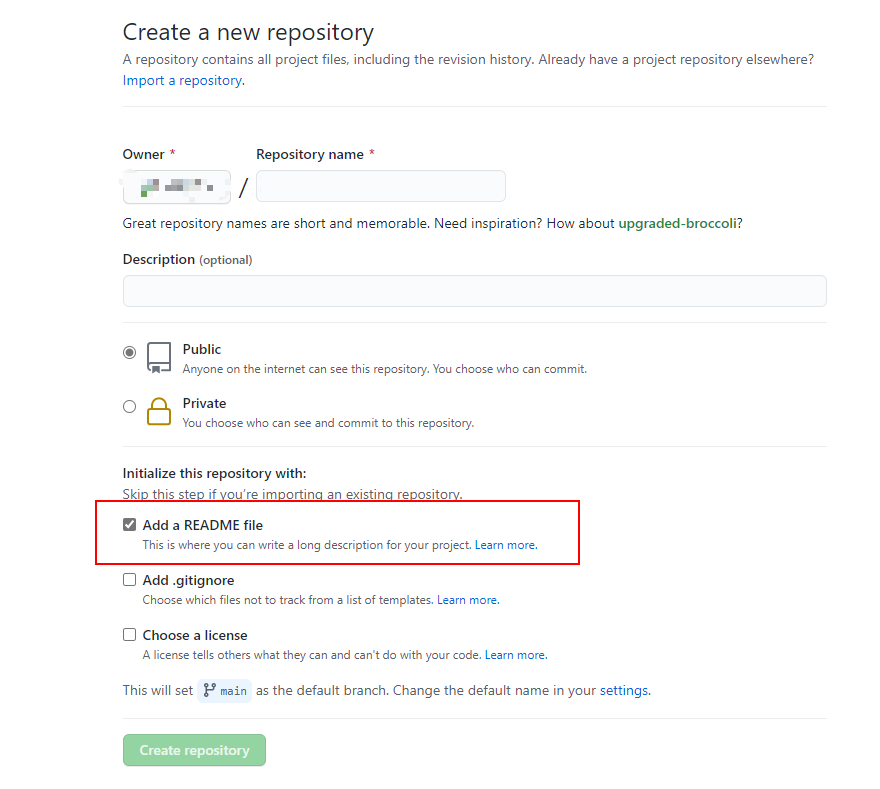 Create a new repository
A repository contains all project files, including the revision history. Already have a project repository elsewhere?
Import a repository.
Owner * Repository name *
/
Great repository names are short and memorable. Need inspiration? How about upgraded-broccoli?
Description (optional)
Public
Anyone on the internet can see this repository. You choose who can commit.
Private
You choose who can see and commit to this repository.
Initialize this repository with:
Skip this step if you're importing an existing repository.
Add a README file
This is where you can write a long description for your project. Learn more.
Add .gitignore
Choose which files not to track from a list of templates. Learn more.
Choose a license
A license tells others what they can and can't do with your code. Learn more.
This will set main as the default branch. Change the default name in your settings.
Create repository